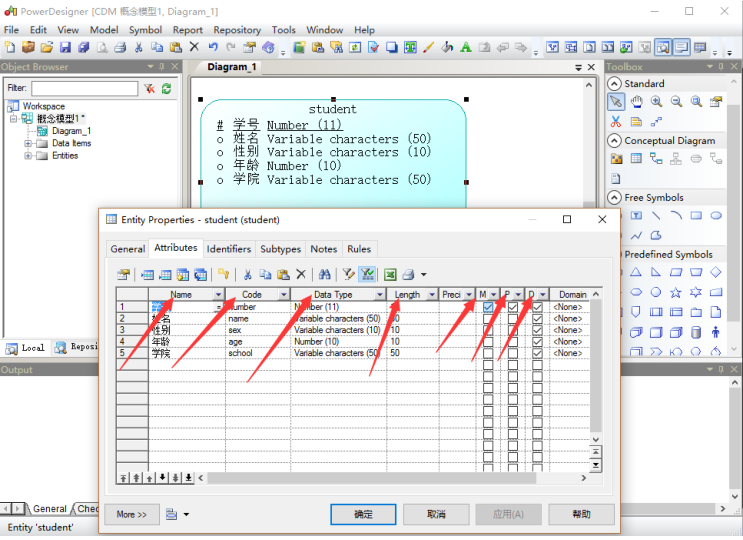 PowerDesigner [CDM 概念模型1, Diagram_1]
File Edit View Model Symbol Report Repository Tools Window Help
Object Browser
Diagram_1
Toolbox
Filter:
Workspace
概念模型1 *
Diagram_1
Data Items
Entities
student
# 学号 Number (11)
o 姓名 Variable characters (50)
o 性别 Variable characters (10)
o 年龄 Number (10)
o 学院 Variable characters (50)
Standard
Conceptual Diagram
Free Symbols
Predefined Symbols
Local
Reposi
Output
General
Chec
Entity 'student'
Entity Properties - student (student)
General Attributes Identifiers Subtypes Notes Rules
Name Code Data Type Length Preci M P D Domain
1 Number (11) <None>
2 name Variable characters (50) <None>
3 性别 sex Variable characters (10) 10 <None>
4 年龄 age Number (10) 10 <None>
5 学院 school Variable characters (50) 50 <None>
More >> 确定 取消 应用(A) 帮助